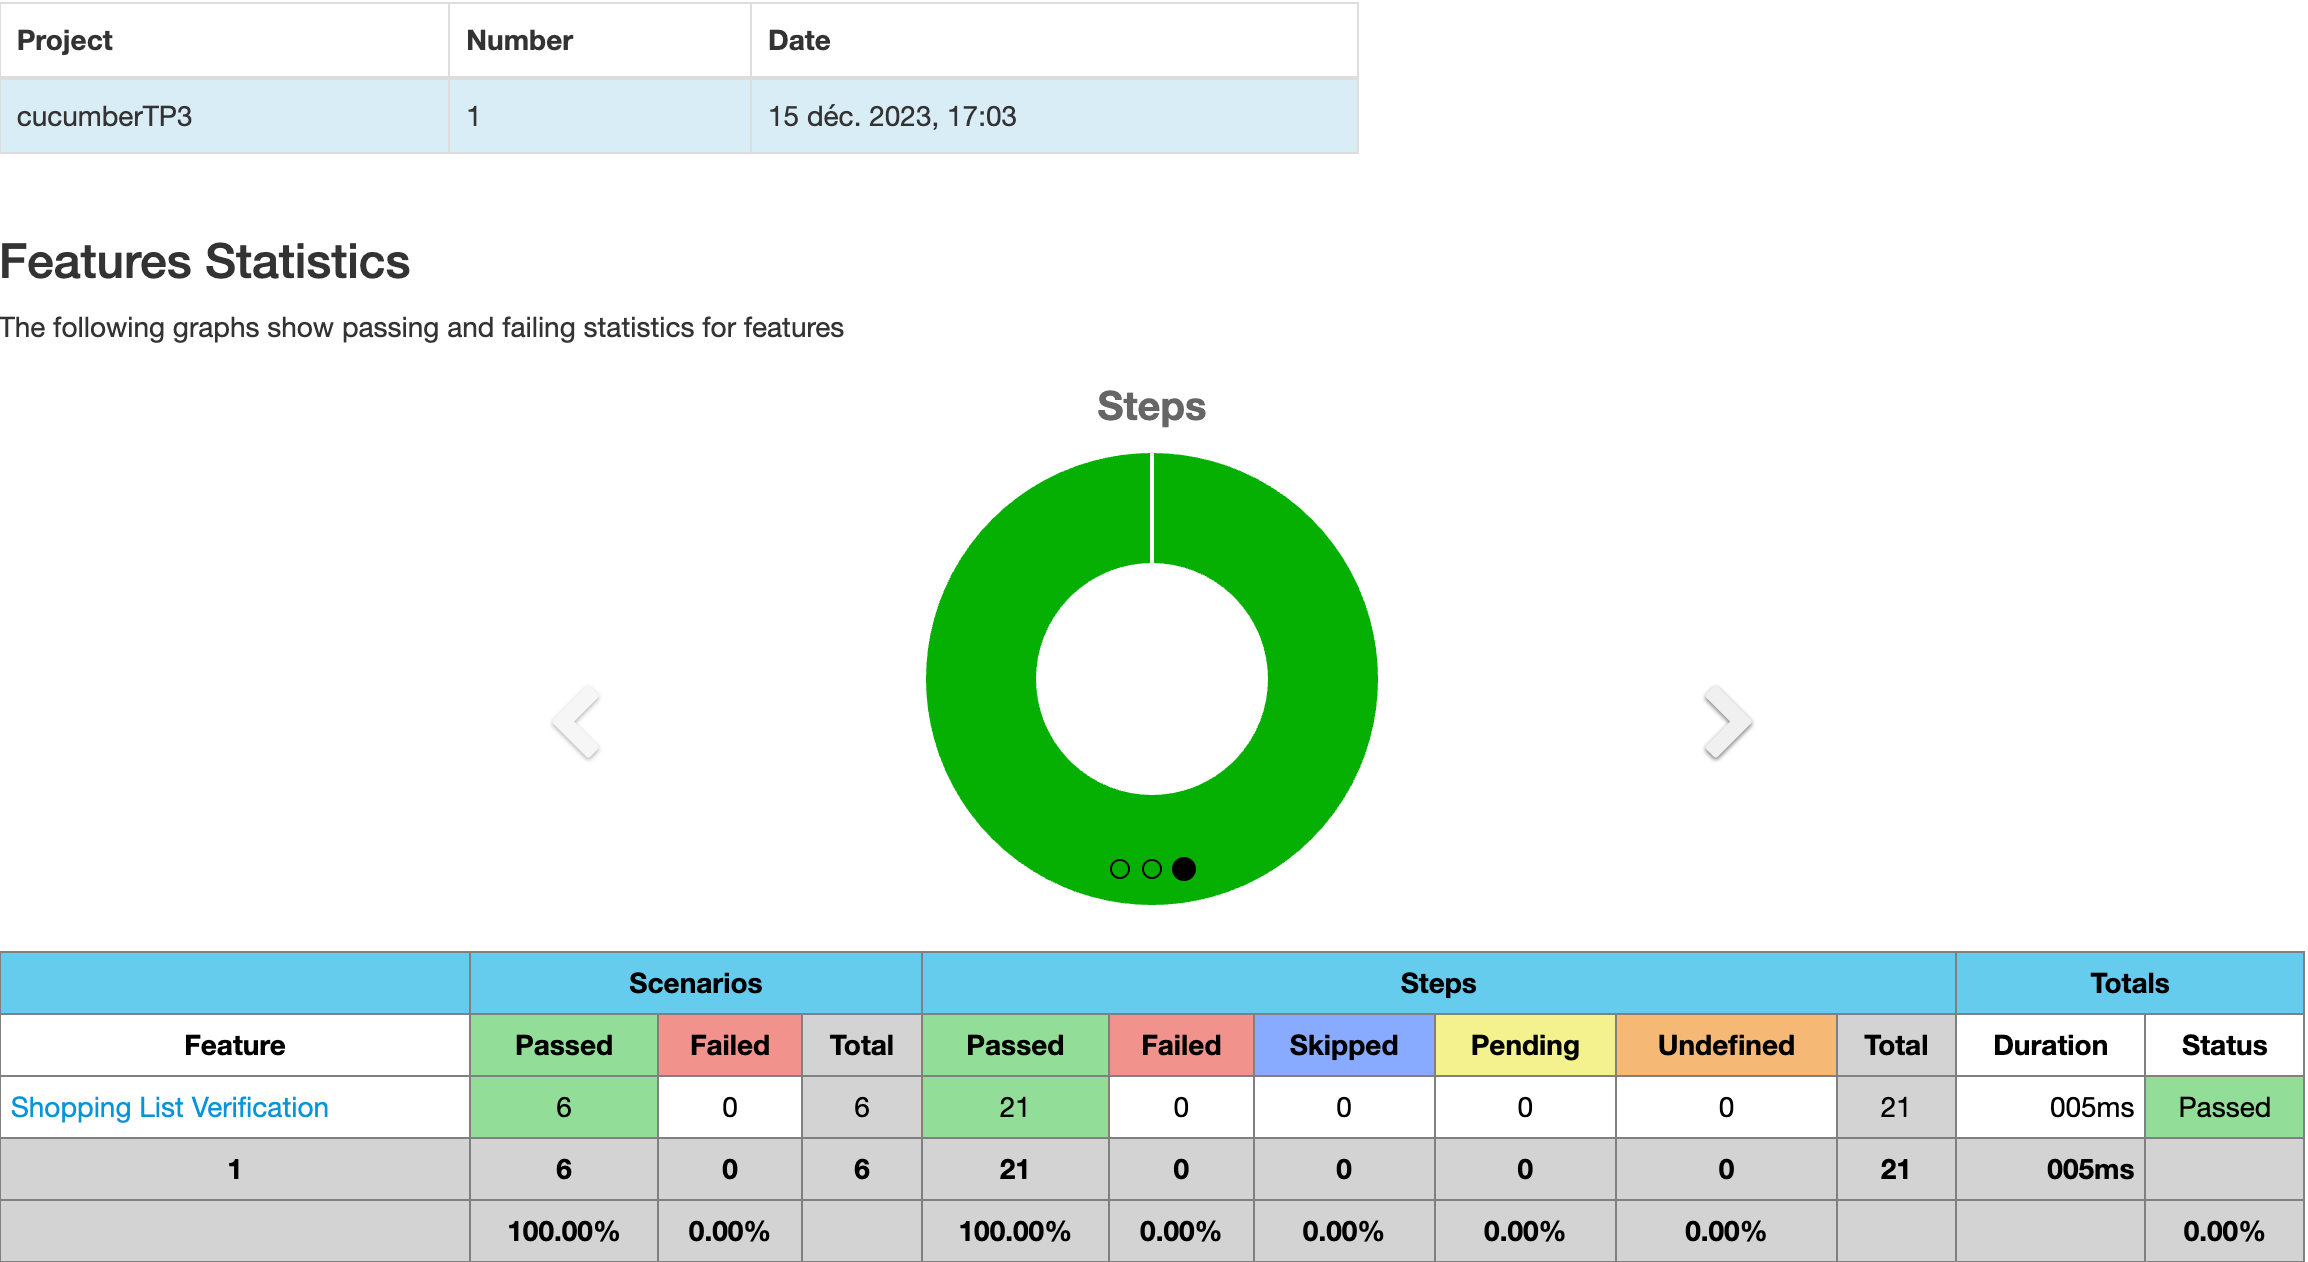 Project Number Date
cucumberTP3 1 15 déc. 2023, 17:03
Features Statistics
The following graphs show passing and failing statistics for features
Steps
Scenarios Steps Totals
Feature Passed Failed Total Passed Failed Skipped Pending Undefined Total Duration Status
Shopping List Verification 6 0 6 21 0 0 0 0 21 005ms Passed
1 6 0 6 21 0 0 0 0 21 005ms
100.00% 0.00% 100.00% 0.00% 0.00% 0.00% 0.00% 0.00%